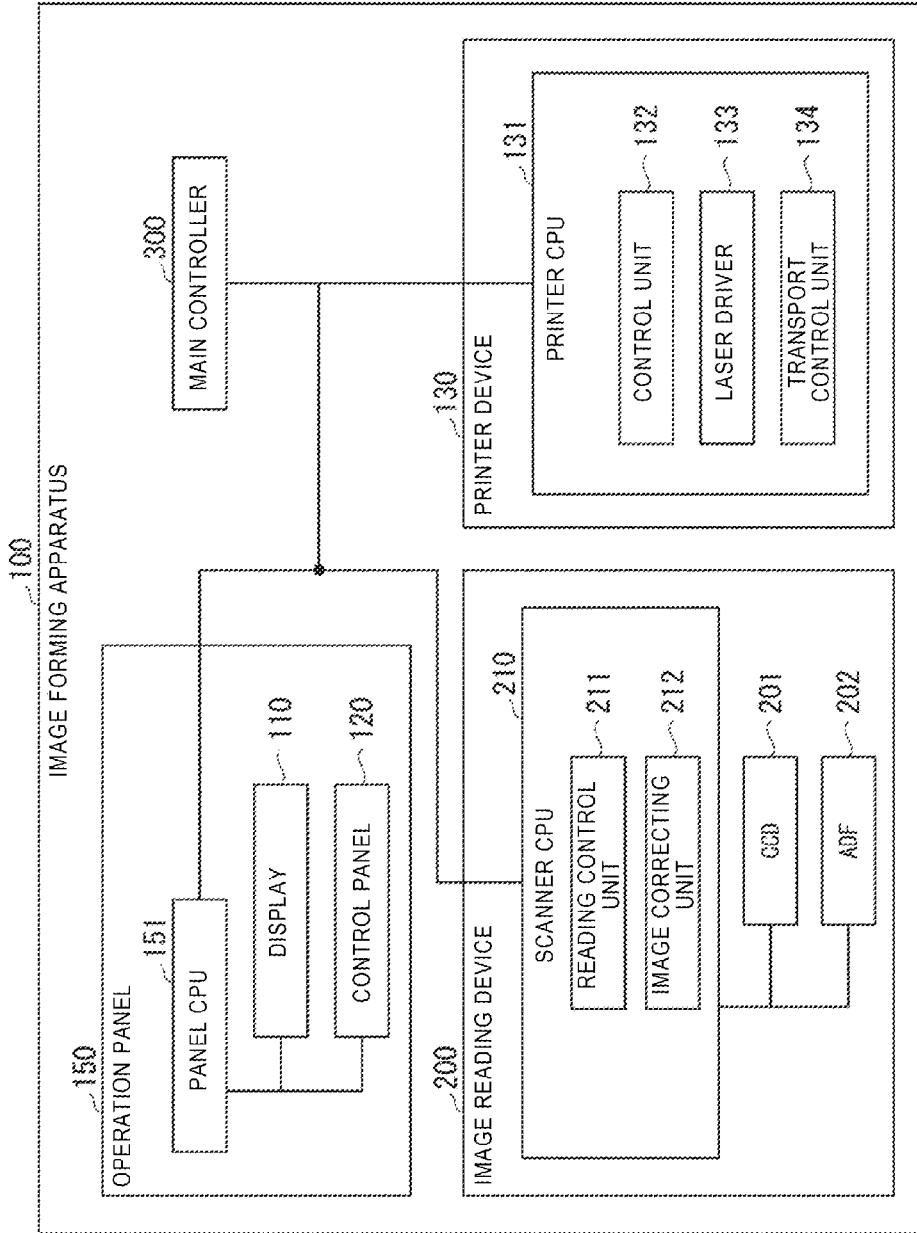 100
IMAGE FORMING APPARATUS
150
OPERATION PANEL
151
PANEL CPU
DISPLAY
110
CONTROL PANEL
120
300
MAIN CONTROLLER
200
IMAGE READING DEVICE
210
SCANNER CPU
READING CONTROL
UNIT
211
IMAGE CORRECTING
UNIT
212
CCD
201
ADF
202
130
PRINTER DEVICE
131
PRINTER CPU
CONTROL UNIT
132
LASER DRIVER
133
TRANSPORT
CONTROL UNIT
134